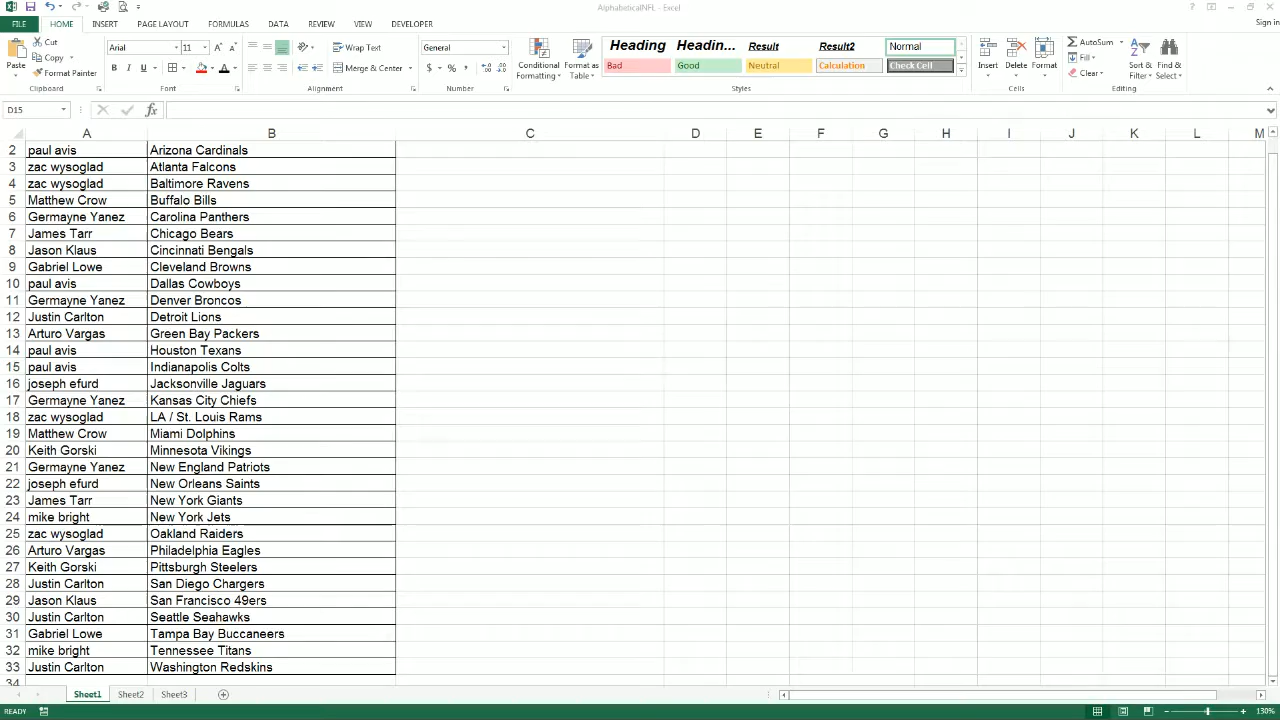 AlphabeticalNFL - Excel
Sign in
FILE HOME INSERT PAGE LAYOUT FORMULAS DATA REVIEW VIEW DEVELOPER
Cut
Copy
Format Painter
Paste
Clipboard
Arial 11
B I U
Font
Wrap Text
Merge & Center
Alignment
General
$ % ,
Number
Conditional Formatting
Format as Table
Heading Headin... Result Result2 Normal
Bad Good Neutral Calculation Check Cell
Styles
Insert Delete Format
Cells
AutoSum
Fill
Clear
Sort & Filter
Find & Select
Editing
D15 fx
A B C D E F G H I J K L M
2 paul avis Arizona Cardinals
3 zac wysoglad Atlanta Falcons
4 zac wysoglad Baltimore Ravens
5 Matthew Crow Buffalo Bills
6 Germayne Yanez Carolina Panthers
7 James Tarr Chicago Bears
8 Jason Klaus Cincinnati Bengals
9 Gabriel Lowe Cleveland Browns
10 paul avis Dallas Cowboys
11 Germayne Yanez Denver Broncos
12 Justin Carlton Detroit Lions
13 Arturo Vargas Green Bay Packers
14 paul avis Houston Texans
15 paul avis Indianapolis Colts
16 joseph efurd Jacksonville Jaguars
17 Germayne Yanez Kansas City Chiefs
18 zac wysoglad LA / St. Louis Rams
19 Matthew Crow Miami Dolphins
20 Keith Gorski Minnesota Vikings
21 Germayne Yanez New England Patriots
22 joseph efurd New Orleans Saints
23 James Tarr New York Giants
24 mike bright New York Jets
25 zac wysoglad Oakland Raiders
26 Arturo Vargas Philadelphia Eagles
27 Keith Gorski Pittsburgh Steelers
28 Justin Carlton San Diego Chargers
29 Jason Klaus San Francisco 49ers
30 Justin Carlton Seattle Seahawks
31 Gabriel Lowe Tampa Bay Buccaneers
32 mike bright Tennessee Titans
33 Justin Carlton Washington Redskins
34
Sheet1 Sheet2 Sheet3
READY
130%